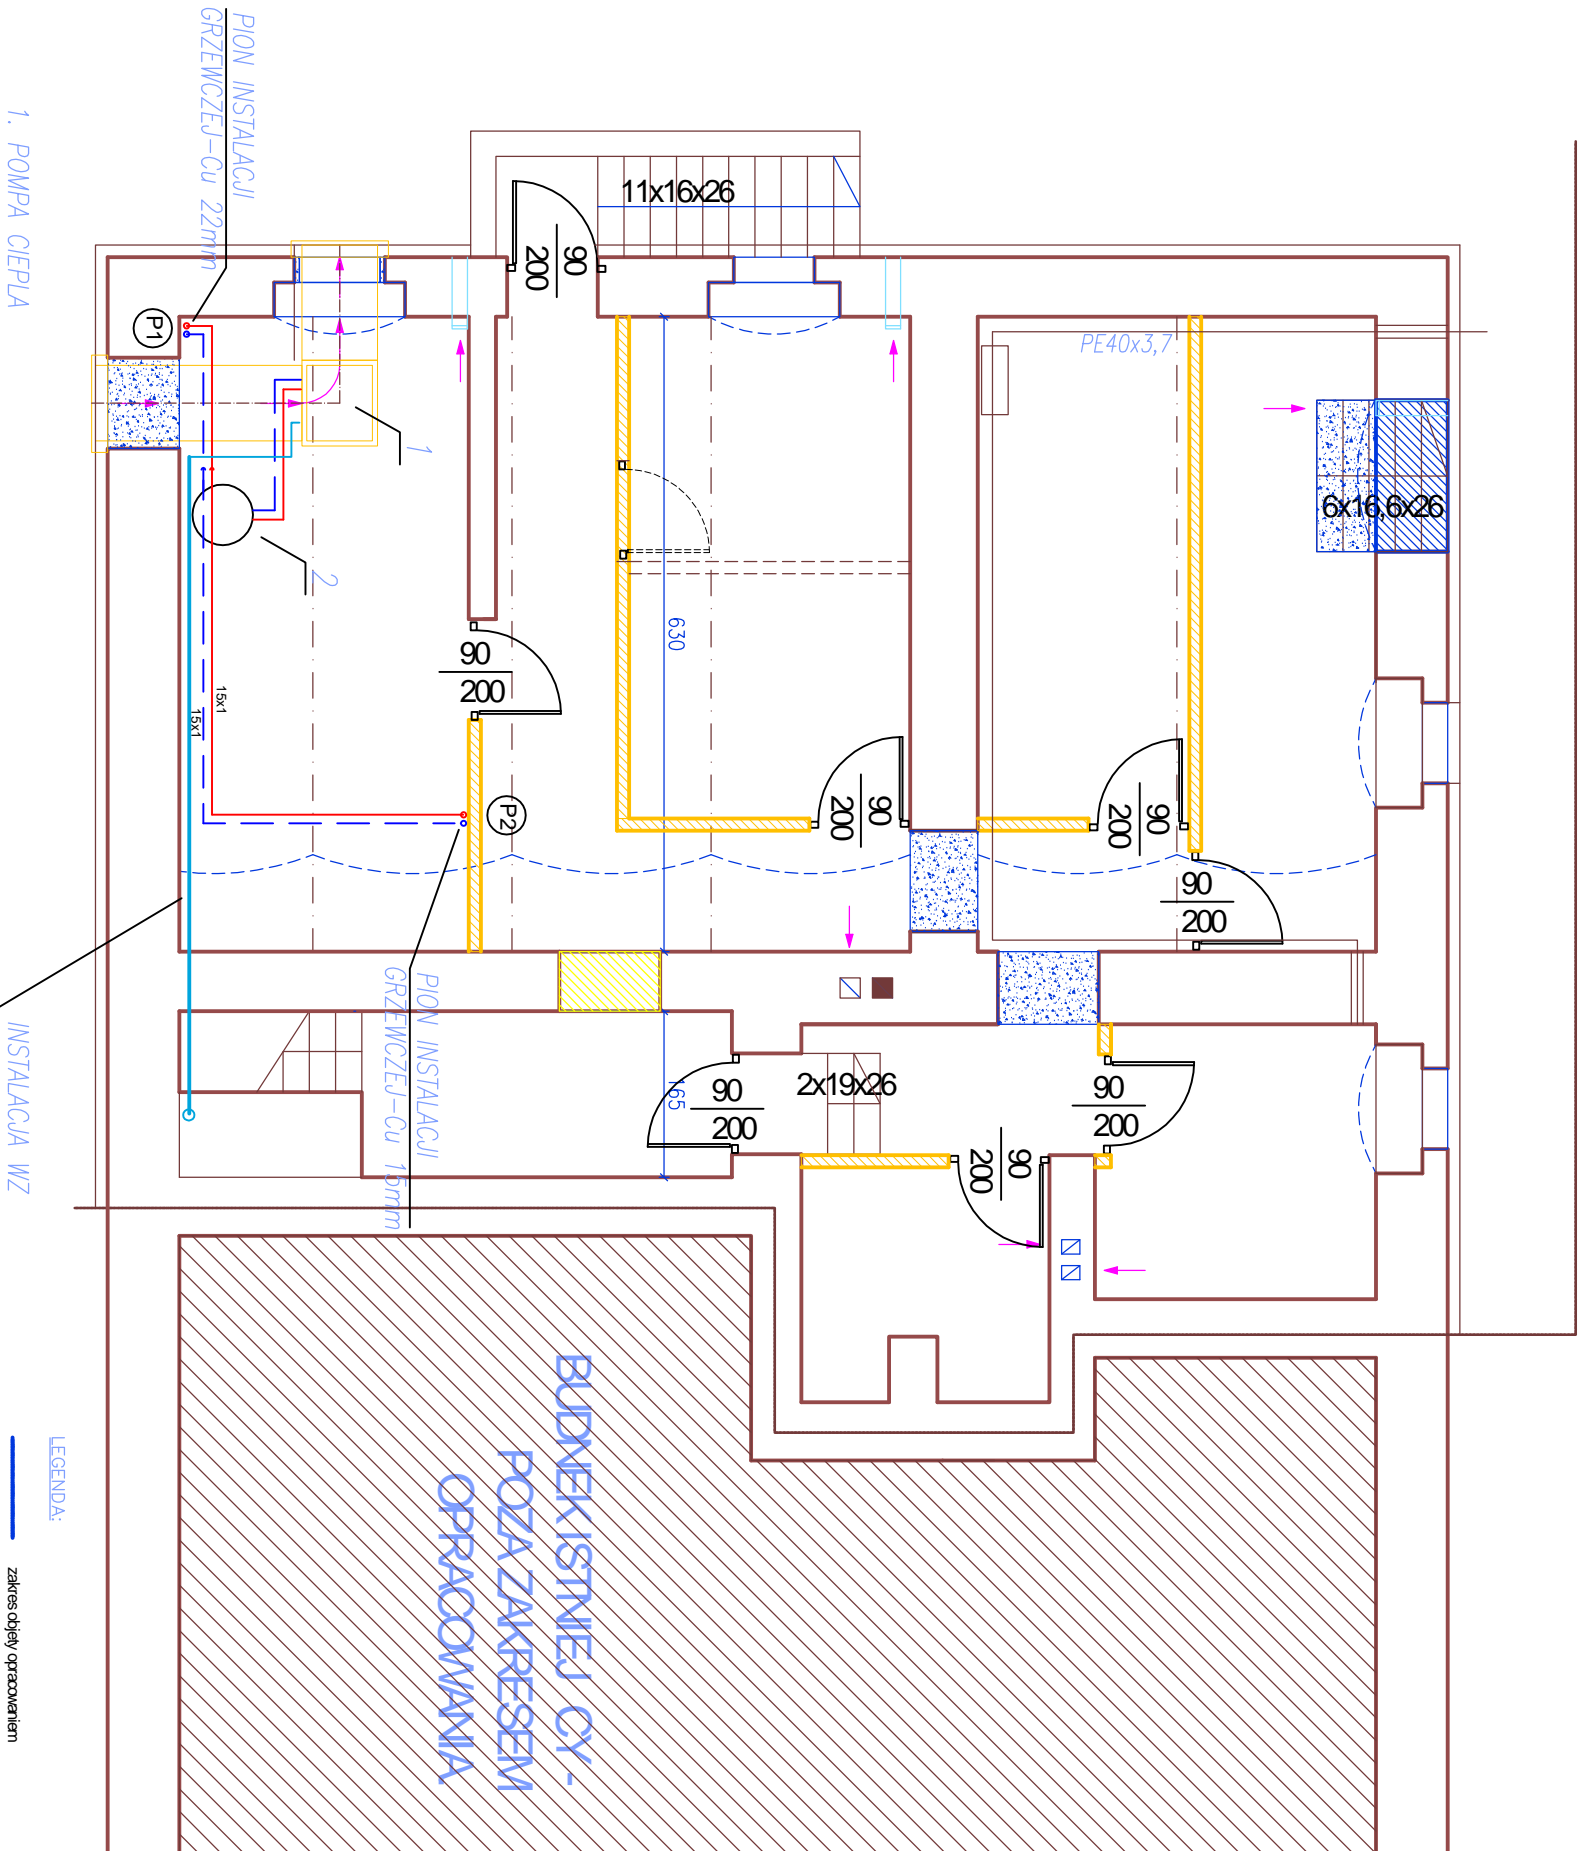 PION INSTALACJI
GRZEWCZEJ-Cu 22mm
1. POMPA CIEPŁA
11x16x26
90
200
P1
PE40x3,7
1
6x16,6x26
2
630
90
200
15x1
15x1
P2
90
200
90
200
90
200
PION INSTALACJI
GRZEWCZEJ-Cu 15mm
INSTALACJA WZ
165
90
200
2x19x26
90
200
90
200
BUDNEK ISTNIEJ CY -
POZA ZAKRESEM
OPRACOWANIA
LEGENDA:
zakres objęty opracowaniem